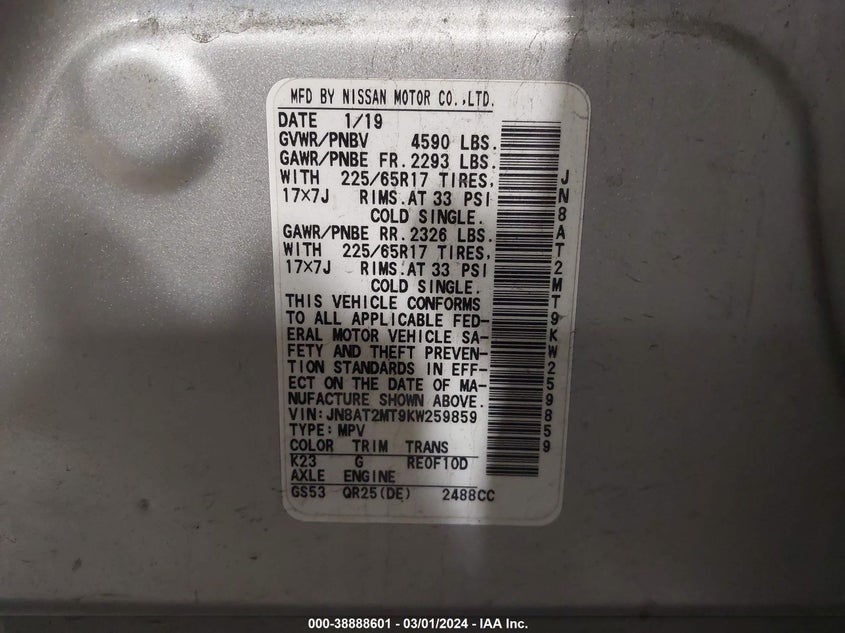 MFD BY NISSAN MOTOR CO.,LTD.
DATE 1/19
GVWR/PNBV 4590 LBS.
GAWR/PNBE FR. 2293 LBS.
WITH 225/65R17 TIRES,
17×7J RIMS.AT 33 PSI
COLD SINGLE.
GAWR/PNBE RR. 2326 LBS.
WITH 225/65R17 TIRES,
17×7J RIMS.AT 33 PSI
COLD SINGLE.
THIS VEHICLE CONFORMS
TO ALL APPLICABLE FED-
ERAL MOTOR VEHICLE SA-
FETY AND THEFT PREVEN-
TION STANDARDS IN EFF-
ECT ON THE DATE OF MA-
NUFACTURE SHOWN ABOVE.
VIN: JN8AT2MT9KW259859
TYPE: MPV
COLOR TRIM TRANS
K23 G RE0F10D
AXLE ENGINE
GS53 QR25(DE) 2488CC
JN8AT2MT9KW259859
000-38888601 - 03/01/2024 - IAA Inc.